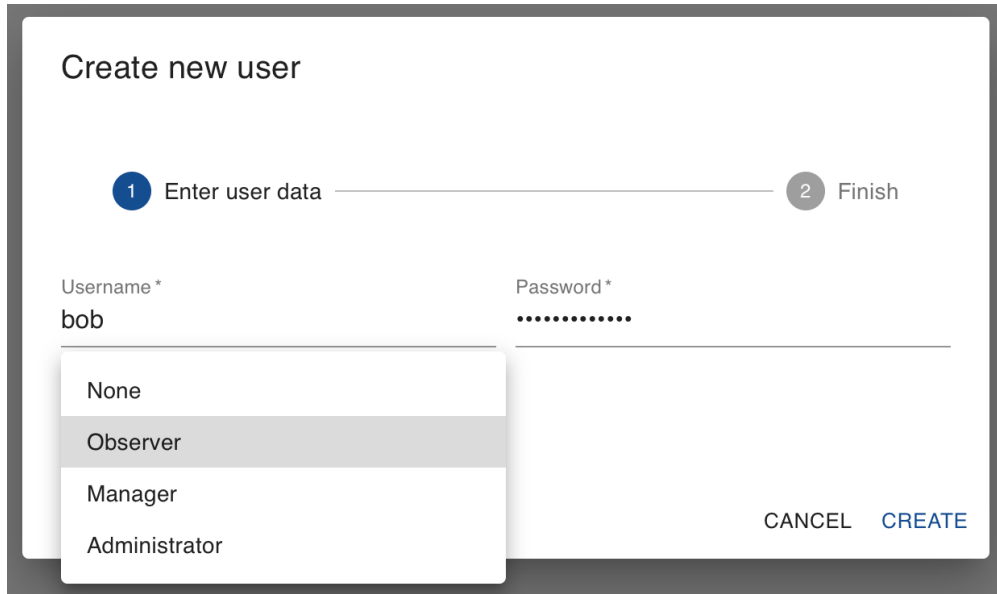 Create new user
1 Enter user data 2 Finish
Username * Password *
bob •••••••••••••
None
Observer
Manager
Administrator
CANCEL CREATE